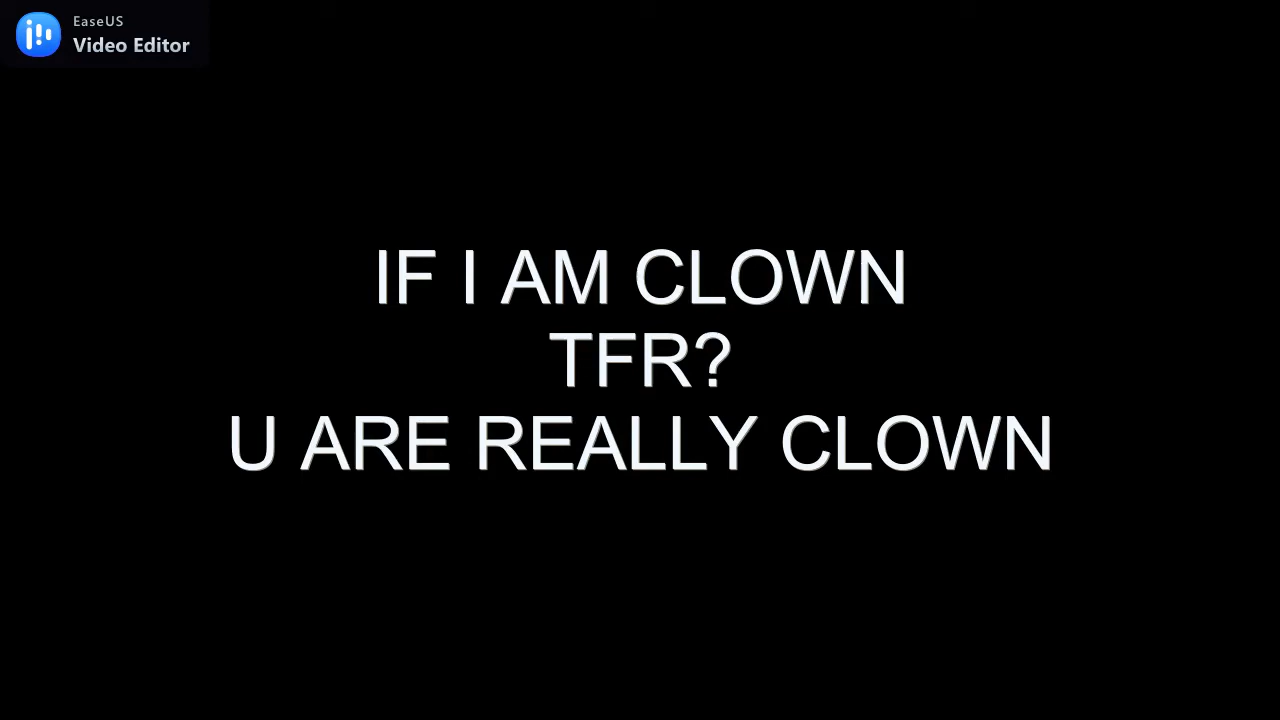 EaseUS
Video Editor
IF I AM CLOWN
TFR?
U ARE REALLY CLOWN